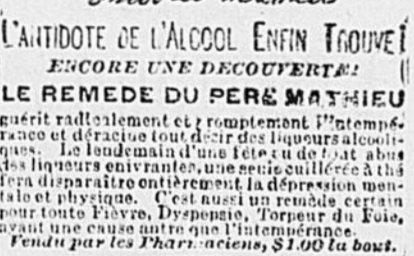 L'ANTIDOTE DE L'ALCOOL ENFIN TROUVE!
ENCORE UNE DECOUVERTE!
LE REMEDE DU PERE MATHIEU
guérit radicalement et promptement l'intempé-
rance et déracine tout désir des liqueurs alcooli-
ques. Le lendemain d'une fête ou de tout abus
des liqueurs enivrantes, une seule cuillérée à thé
fera disparaître entièrement la dépression men-
tale et physique. C'est aussi un remède certain
pour toute Fièvre, Dyspepsie, Torpeur du Foie,
ayant une cause autre que l'intempérance.
Vendu par les Pharmaciens, $1.00 la bout.